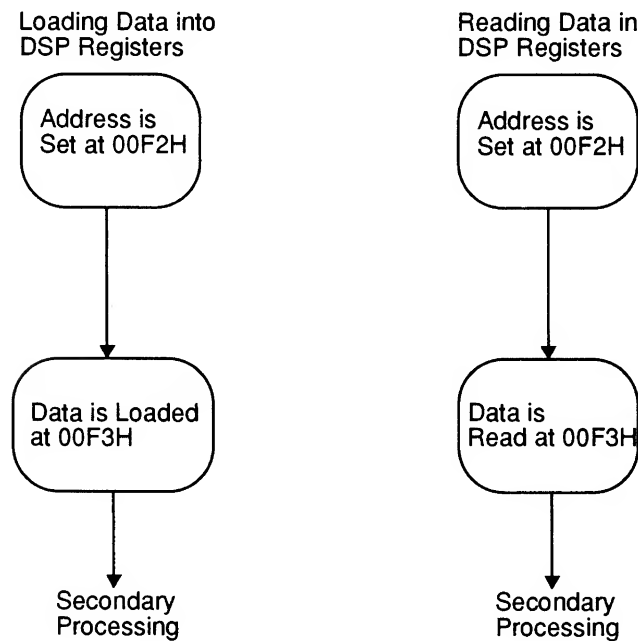 Loading Data into
DSP Registers
Address is
Set at 00F2H
Data is Loaded
at 00F3H
Secondary
Processing
Reading Data in
DSP Registers
Address is
Set at 00F2H
Data is
Read at 00F3H
Secondary
Processing